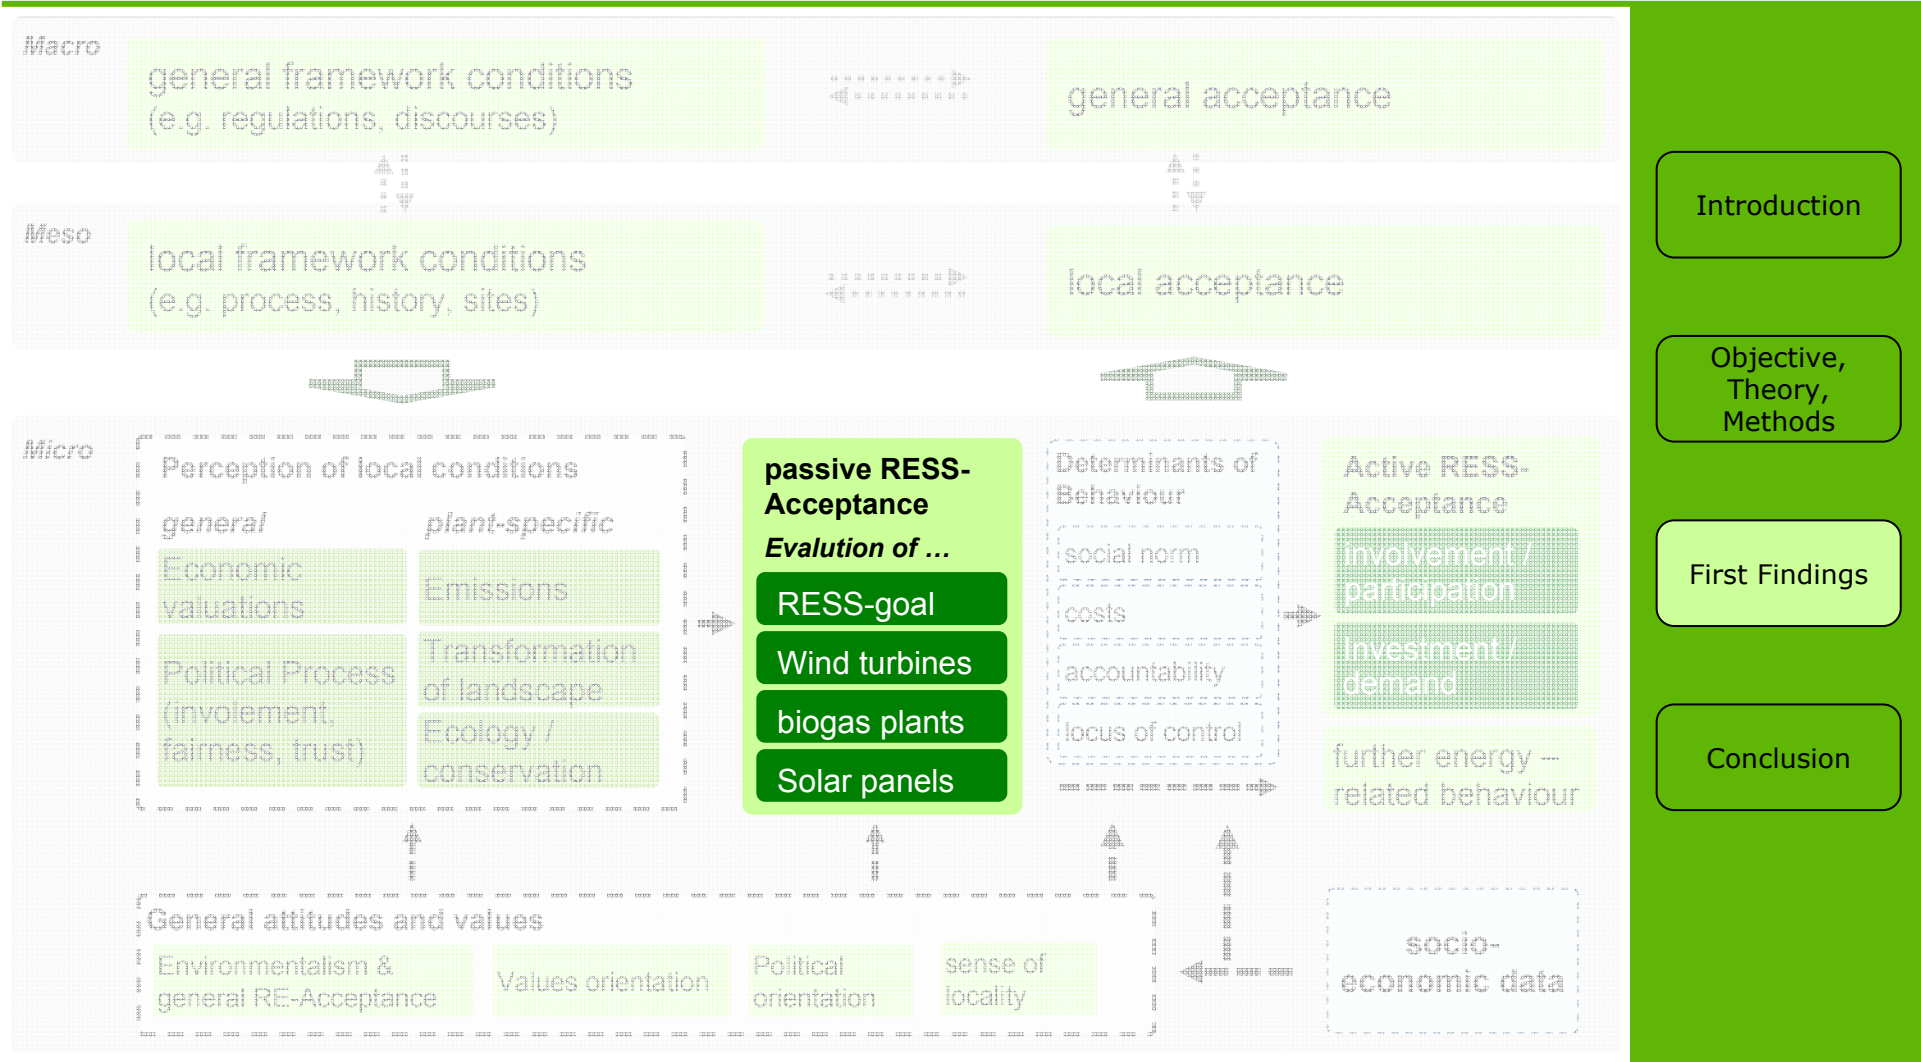 Macro
general framework conditions
(e.g. regulations, discourses)
general acceptance
Meso
local framework conditions
(e.g. process, history, sites)
local acceptance
Micro
Perception of local conditions
general
plant-specific
Economic
valuations
Political Process
(involement,
fairness, trust)
Emissions
Transformation
of landscape
Ecology /
conservation
passive RESS-
Acceptance
Evalution of ...
RESS-goal
Wind turbines
biogas plants
Solar panels
Determinants of
Behaviour
social norm
costs
accountability
locus of control
Active RESS-
Acceptance
involvement /
participation
Investment /
demand
further energy –
related behaviour
General attitudes and values
Environmentalism &
general RE-Acceptance
Values orientation
Political
orientation
sense of
locality
socio-
economic data
Introduction
Objective,
Theory,
Methods
First Findings
Conclusion